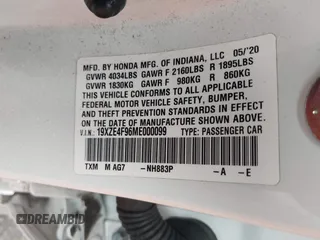 MFD. BY HONDA MFG. OF INDIANA, LLC 05/'20
GVWR 4034LBS GAWR F 2160LBS R 1895LBS
GVWR 1830KG GAWR F 980KG R 860KG
THIS VEHICLE CONFORMS TO ALL APPLICABLE
FEDERAL MOTOR VEHICLE SAFETY, BUMPER,
AND THEFT PREVENTION STANDARDS IN EFFECT
ON THE DATE OF MANUFACTURE SHOWN ABOVE.
V.I.N.: 19XZE4F96ME000099 TYPE: PASSENGER CAR
TXM M AG7 -NH883P -A -E
DREAMBID